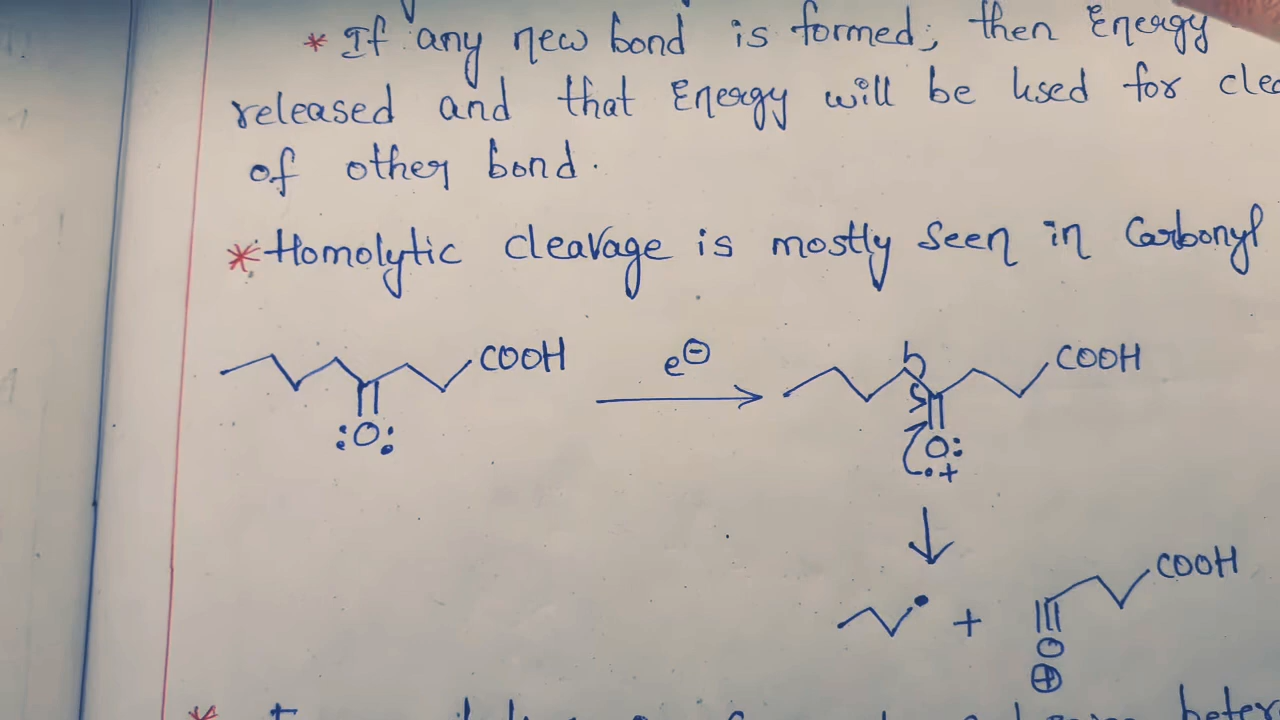 * If any new bond is formed; then Energy
released and that Energy will be used for
of other bond.
* Homolytic cleavage is mostly seen in Carbonyl
COOH e⊖ COOH
:O: O:
.+
COOH
+
O
⊕